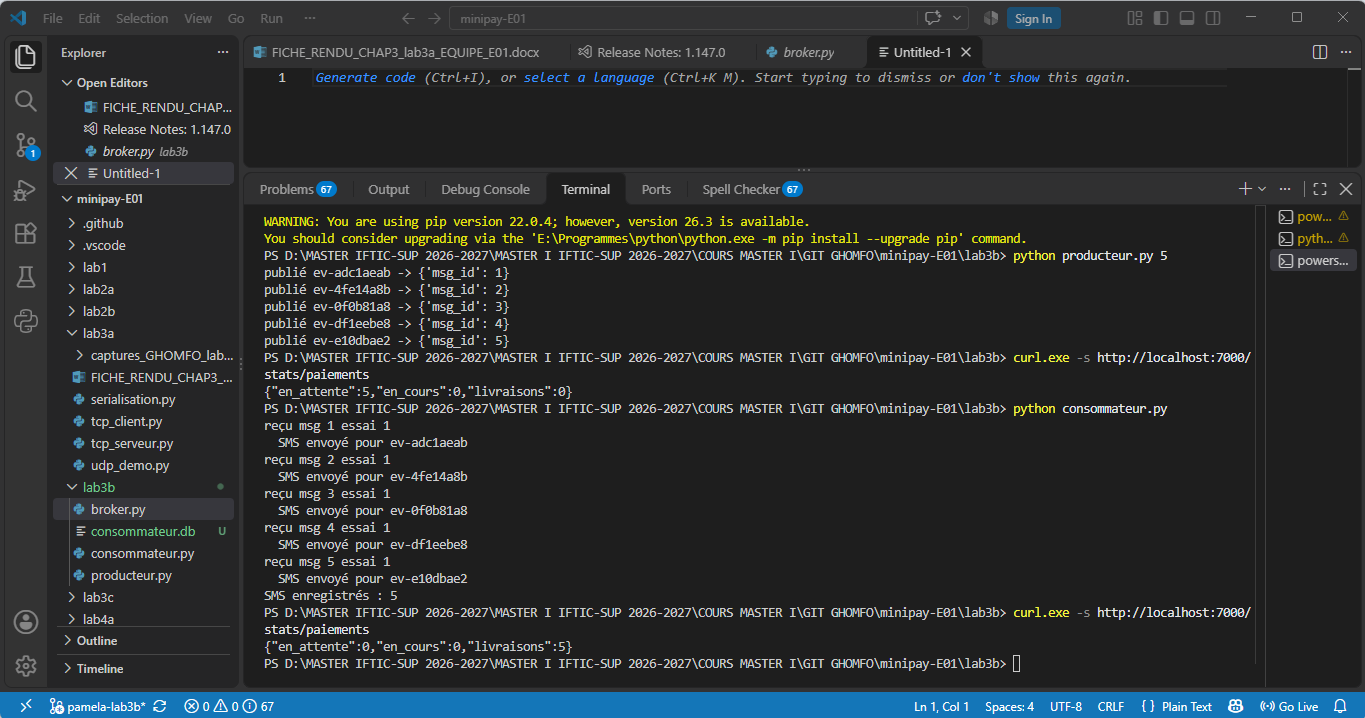 File Edit Selection View Go Run ··· minipay-E01 Sign In
Explorer
Open Editors
FICHE_RENDU_CHAP...
Release Notes: 1.147.0
broker.py lab3b
Untitled-1
minipay-E01
.github
.vscode
lab1
lab2a
lab2b
lab3a
captures_GHOMFO_lab...
FICHE_RENDU_CHAP3_...
serialisation.py
tcp_client.py
tcp_serveur.py
udp_demo.py
lab3b
broker.py
consommateur.db U
consommateur.py
producteur.py
lab3c
lab4a
Outline
Timeline
1
FICHE_RENDU_CHAP3_lab3a_EQUIPE_E01.docx Release Notes: 1.147.0 broker.py Untitled-1
1 Generate code (Ctrl+I), or select a language (Ctrl+K M). Start typing to dismiss or don't show this again.
Problems 67 Output Debug Console Terminal Ports Spell Checker 67
WARNING: You are using pip version 22.0.4; however, version 26.3 is available.
You should consider upgrading via the 'E:\Programmes\python\python.exe -m pip install --upgrade pip' command.
PS D:\MASTER IFTIC-SUP 2026-2027\MASTER I IFTIC-SUP 2026-2027\COURS MASTER I\GIT GHOMFO\minipay-E01\lab3b> python producteur.py 5
publié ev-adc1aeab -> {'msg_id': 1}
publié ev-4fe14a8b -> {'msg_id': 2}
publié ev-0f0b81a8 -> {'msg_id': 3}
publié ev-df1eebe8 -> {'msg_id': 4}
publié ev-e10dbae2 -> {'msg_id': 5}
PS D:\MASTER IFTIC-SUP 2026-2027\MASTER I IFTIC-SUP 2026-2027\COURS MASTER I\GIT GHOMFO\minipay-E01\lab3b> curl.exe -s http://localhost:7000/
stats/paiements
{"en_attente":5,"en_cours":0,"livraisons":0}
PS D:\MASTER IFTIC-SUP 2026-2027\MASTER I IFTIC-SUP 2026-2027\COURS MASTER I\GIT GHOMFO\minipay-E01\lab3b> python consommateur.py
reçu msg 1 essai 1
SMS envoyé pour ev-adc1aeab
reçu msg 2 essai 1
SMS envoyé pour ev-4fe14a8b
reçu msg 3 essai 1
SMS envoyé pour ev-0f0b81a8
reçu msg 4 essai 1
SMS envoyé pour ev-df1eebe8
reçu msg 5 essai 1
SMS envoyé pour ev-e10dbae2
SMS enregistrés : 5
PS D:\MASTER IFTIC-SUP 2026-2027\MASTER I IFTIC-SUP 2026-2027\COURS MASTER I\GIT GHOMFO\minipay-E01\lab3b> curl.exe -s http://localhost:7000/
stats/paiements
{"en_attente":0,"en_cours":0,"livraisons":5}
PS D:\MASTER IFTIC-SUP 2026-2027\MASTER I IFTIC-SUP 2026-2027\COURS MASTER I\GIT GHOMFO\minipay-E01\lab3b>
pow...
pyth...
powers...
pamela-lab3b* 0 0 67 Ln 1, Col 1 Spaces: 4 UTF-8 CRLF { } Plain Text Go Live